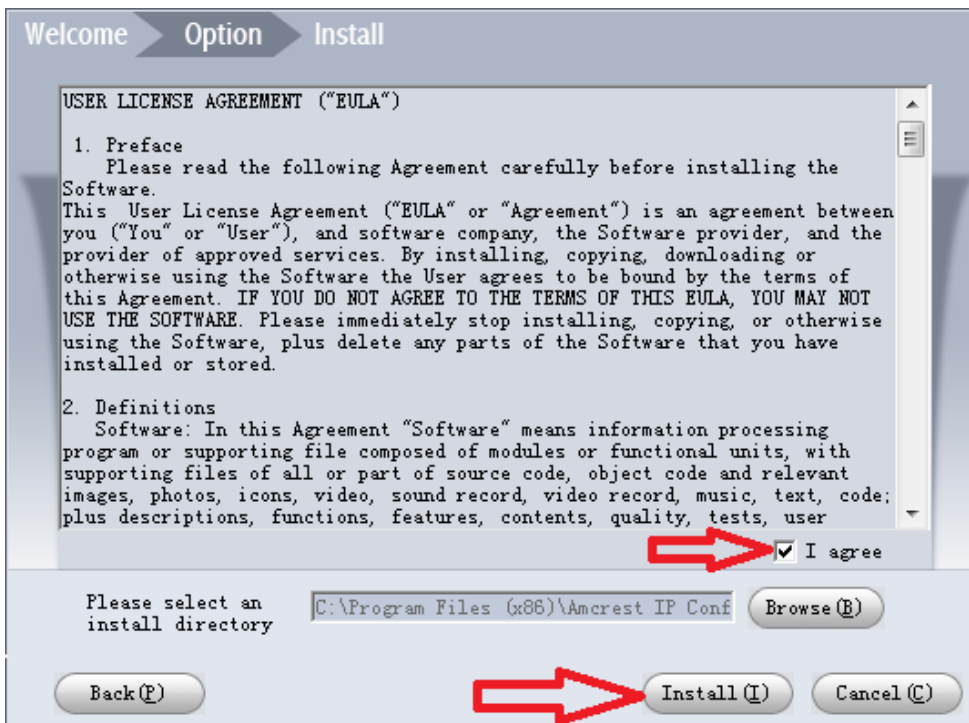 Welcome Option Install
USER LICENSE AGREEMENT ("EULA")
1. Preface
Please read the following Agreement carefully before installing the
Software.
This User License Agreement ("EULA" or "Agreement") is an agreement between
you ("You" or "User"), and software company, the Software provider, and the
provider of approved services. By installing, copying, downloading or
otherwise using the Software the User agrees to be bound by the terms of
this Agreement. IF YOU DO NOT AGREE TO THE TERMS OF THIS EULA, YOU MAY NOT
USE THE SOFTWARE. Please immediately stop installing, copying, or otherwise
using the Software, plus delete any parts of the Software that you have
installed or stored.
2. Definitions
Software: In this Agreement "Software" means information processing
program or supporting file composed of modules or functional units, with
supporting files of all or part of source code, object code and relevant
images, photos, icons, video, sound record, video record, music, text, code;
plus descriptions, functions, features, contents, quality, tests, user
I agree
Please select an
install directory
C:\Program Files (x86)\Amcrest IP Conf
Browse(B)
Back(P)
Install(I)
Cancel(C)